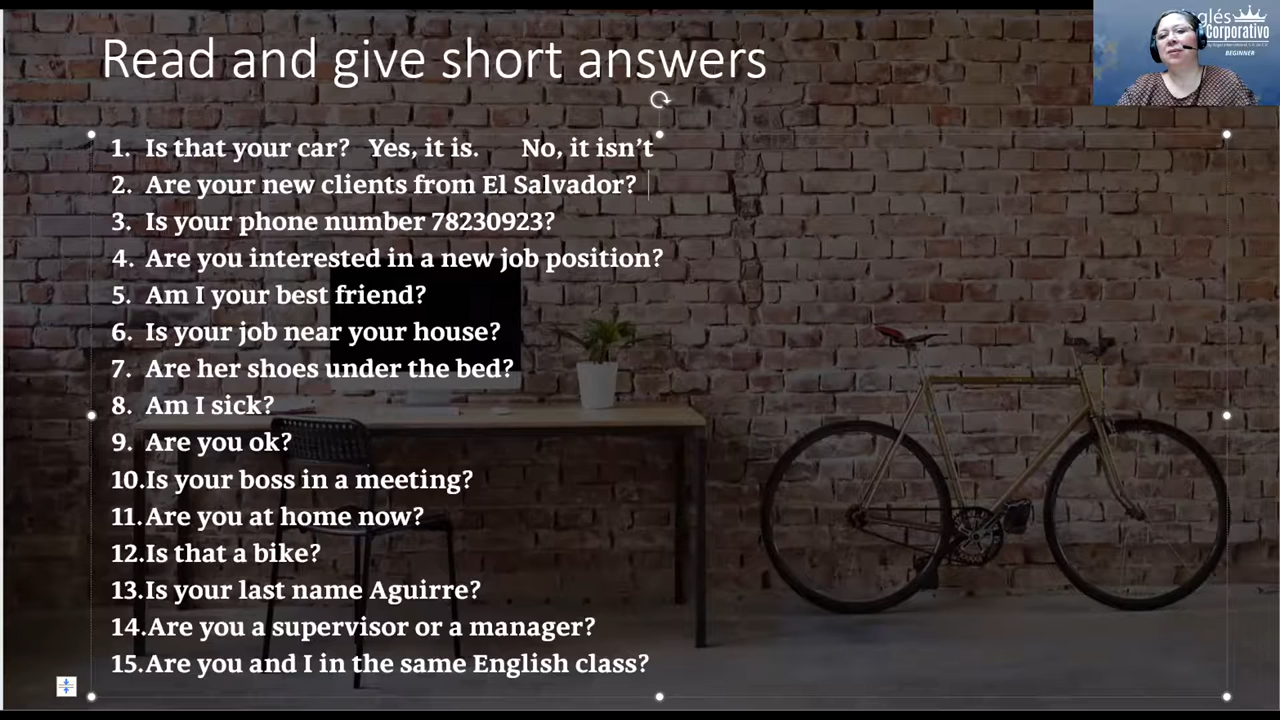 Read and give short answers
1. Is that your car? Yes, it is. No, it isn’t
2. Are your new clients from El Salvador?
3. Is your phone number 78230923?
4. Are you interested in a new job position?
5. Am I your best friend?
6. Is your job near your house?
7. Are her shoes under the bed?
8. Am I sick?
9. Are you ok?
10.Is your boss in a meeting?
11.Are you at home now?
12.Is that a bike?
13.Is your last name Aguirre?
14.Are you a supervisor or a manager?
15.Are you and I in the same English class?
Corporativo
BEGINNER